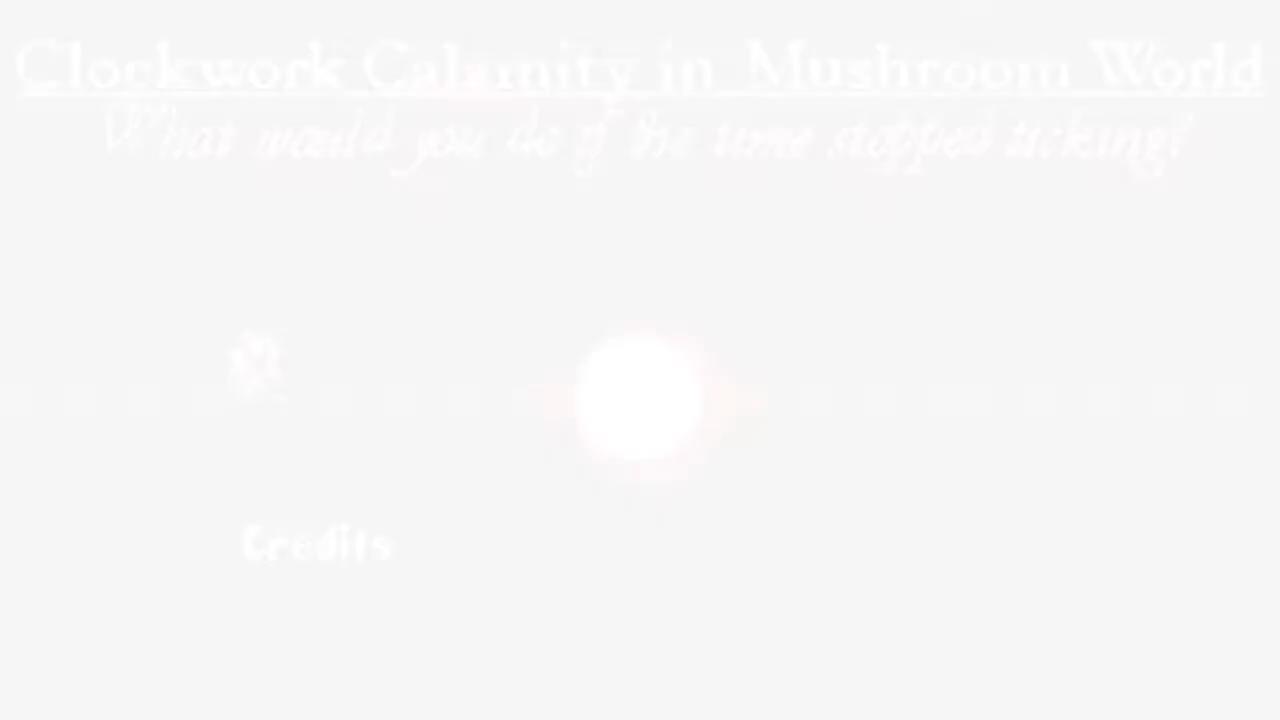 Clockwork Calamity in Mushroom World
What would you do if the time stopped ticking?
Credits